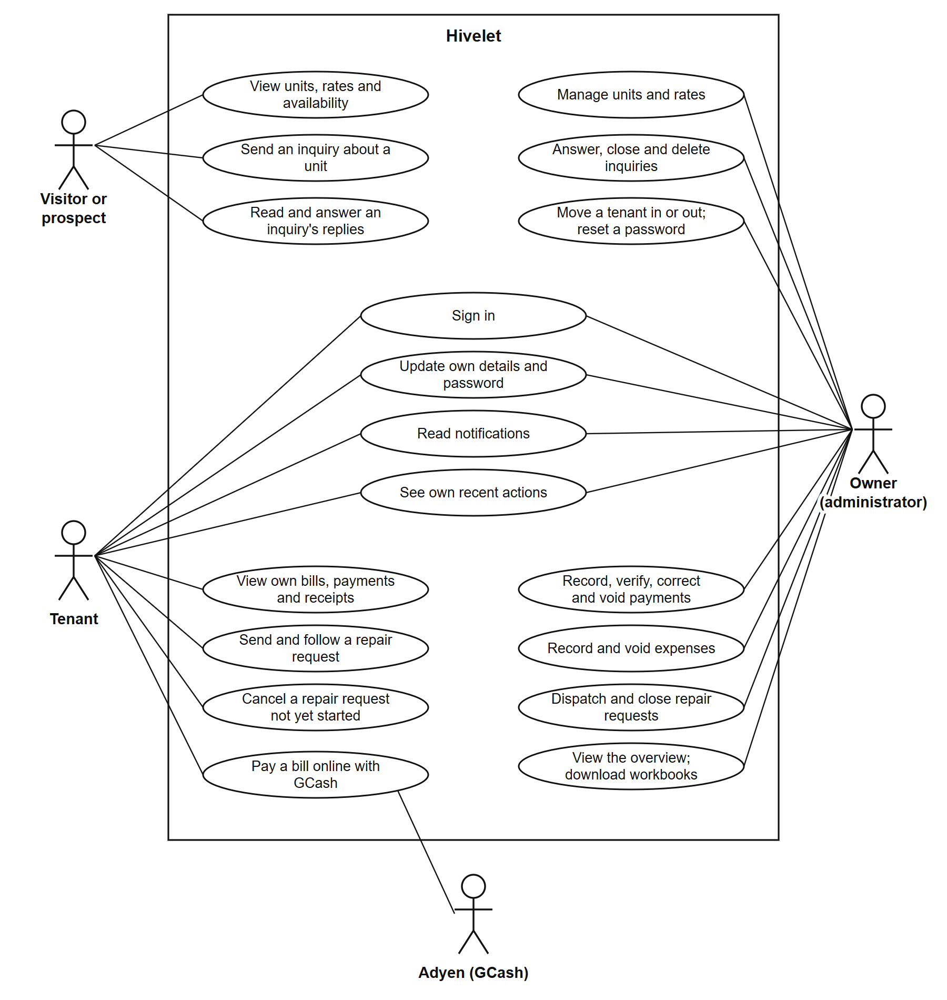 Hivelet
View units, rates and
availability
Manage units and rates
Send an inquiry about a
unit
Answer, close and delete
inquiries
Visitor or
prospect
Read and answer an
inquiry's replies
Move a tenant in or out;
reset a password
Sign in
Update own details and
password
Read notifications
See own recent actions
Owner
(administrator)
Tenant
View own bills, payments
and receipts
Record, verify, correct
and void payments
Send and follow a repair
request
Record and void expenses
Cancel a repair request
not yet started
Dispatch and close repair
requests
Pay a bill online with
GCash
View the overview;
download workbooks
Adyen (GCash)